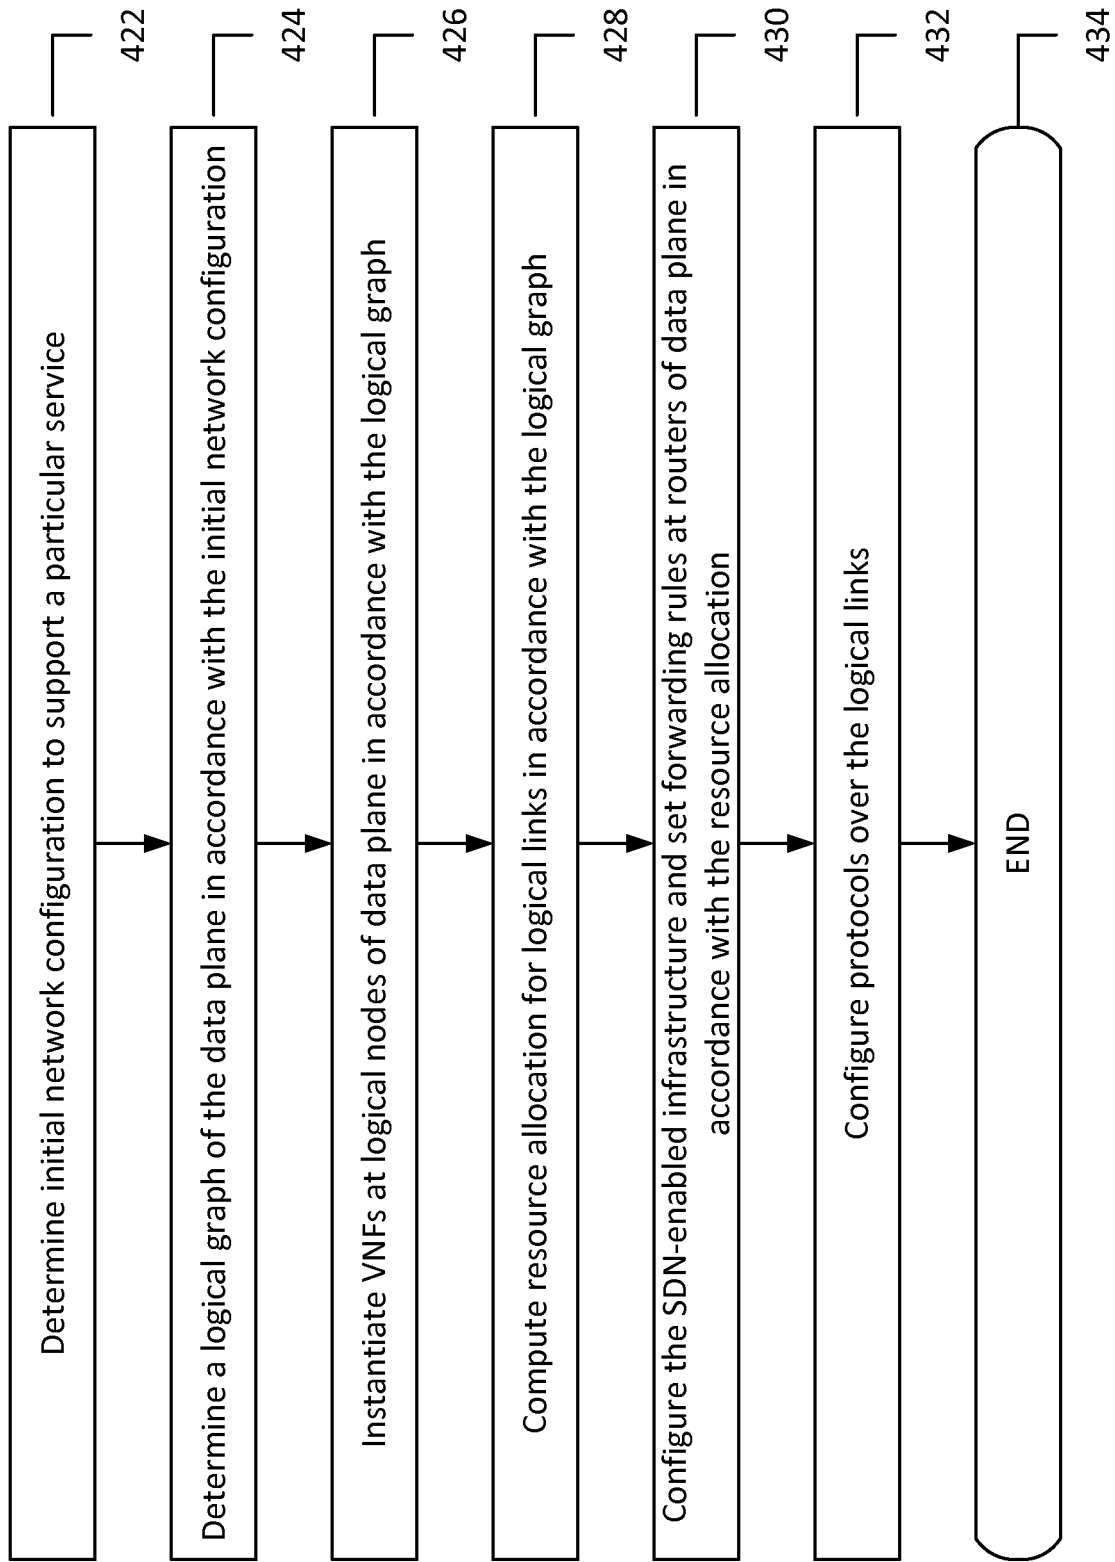 Determine initial network configuration to support a particular service
422
Determine a logical graph of the data plane in accordance with the initial network configuration
424
Instantiate VNFs at logical nodes of data plane in accordance with the logical graph
426
Compute resource allocation for logical links in accordance with the logical graph
428
Configure the SDN-enabled infrastructure and set forwarding rules at routers of data plane in
accordance with the resource allocation
430
Configure protocols over the logical links
432
END
434